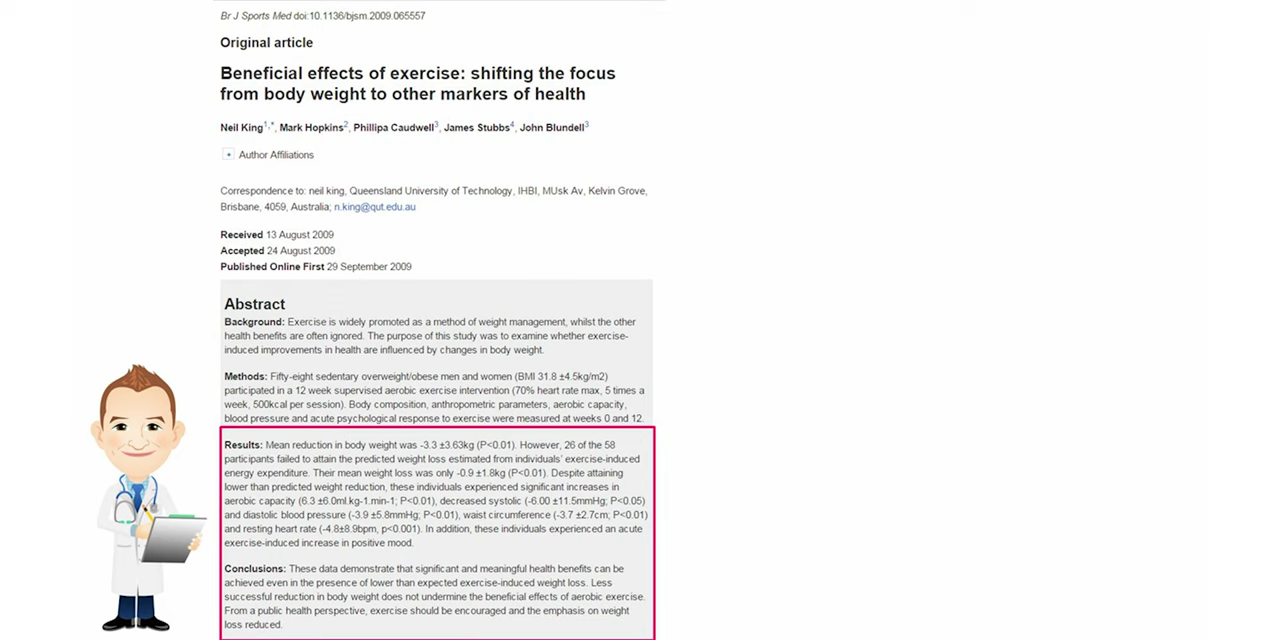 Br J Sports Med doi:10.1136/bjsm.2009.065557
Original article
Beneficial effects of exercise: shifting the focus
from body weight to other markers of health
Neil King1,*, Mark Hopkins2, Phillipa Caudwell3, James Stubbs4, John Blundell3
+ Author Affiliations
Correspondence to: neil king, Queensland University of Technology, IHBI, MUsk Av, Kelvin Grove,
Brisbane, 4059, Australia; n.king@qut.edu.au
Received 13 August 2009
Accepted 24 August 2009
Published Online First 29 September 2009
Abstract
Background: Exercise is widely promoted as a method of weight management, whilst the other
health benefits are often ignored. The purpose of this study was to examine whether exercise-
induced improvements in health are influenced by changes in body weight.
Methods: Fifty-eight sedentary overweight/obese men and women (BMI 31.8 ±4.5kg/m2)
participated in a 12 week supervised aerobic exercise intervention (70% heart rate max, 5 times a
week, 500kcal per session). Body composition, anthropometric parameters, aerobic capacity,
blood pressure and acute psychological response to exercise were measured at weeks 0 and 12.
Results: Mean reduction in body weight was -3.3 ±3.63kg (P<0.01). However, 26 of the 58
participants failed to attain the predicted weight loss estimated from individuals' exercise-induced
energy expenditure. Their mean weight loss was only -0.9 ±1.8kg (P<0.01). Despite attaining
lower than predicted weight reduction, these individuals experienced significant increases in
aerobic capacity (6.3 ±6.0ml.kg-1.min-1; P<0.01), decreased systolic (-6.00 ±11.5mmHg; P<0.05)
and diastolic blood pressure (-3.9 ±5.8mmHg; P<0.01), waist circumference (-3.7 ±2.7cm; P<0.01)
and resting heart rate (-4.8±8.9bpm, p<0.001). In addition, these individuals experienced an acute
exercise-induced increase in positive mood.
Conclusions: These data demonstrate that significant and meaningful health benefits can be
achieved even in the presence of lower than expected exercise-induced weight loss. Less
successful reduction in body weight does not undermine the beneficial effects of aerobic exercise.
From a public health perspective, exercise should be encouraged and the emphasis on weight
loss reduced.